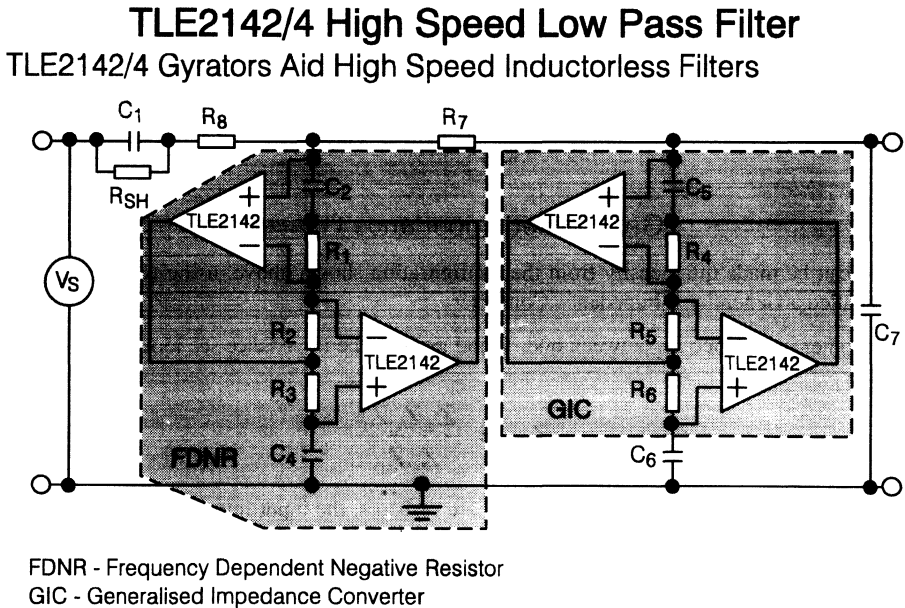 TLE2142/4 High Speed Low Pass Filter
TLE2142/4 Gyrators Aid High Speed Inductorless Filters
C1
R8
R7
RSH
C2
C5
+
TLE2142
−
+
TLE2142
−
R1
R4
VS
R2
−
TLE2142
+
R5
−
TLE2142
+
C7
R3
R6
GIC
FDNR
C4
C6
FDNR - Frequency Dependent Negative Resistor
GIC - Generalised Impedance Converter